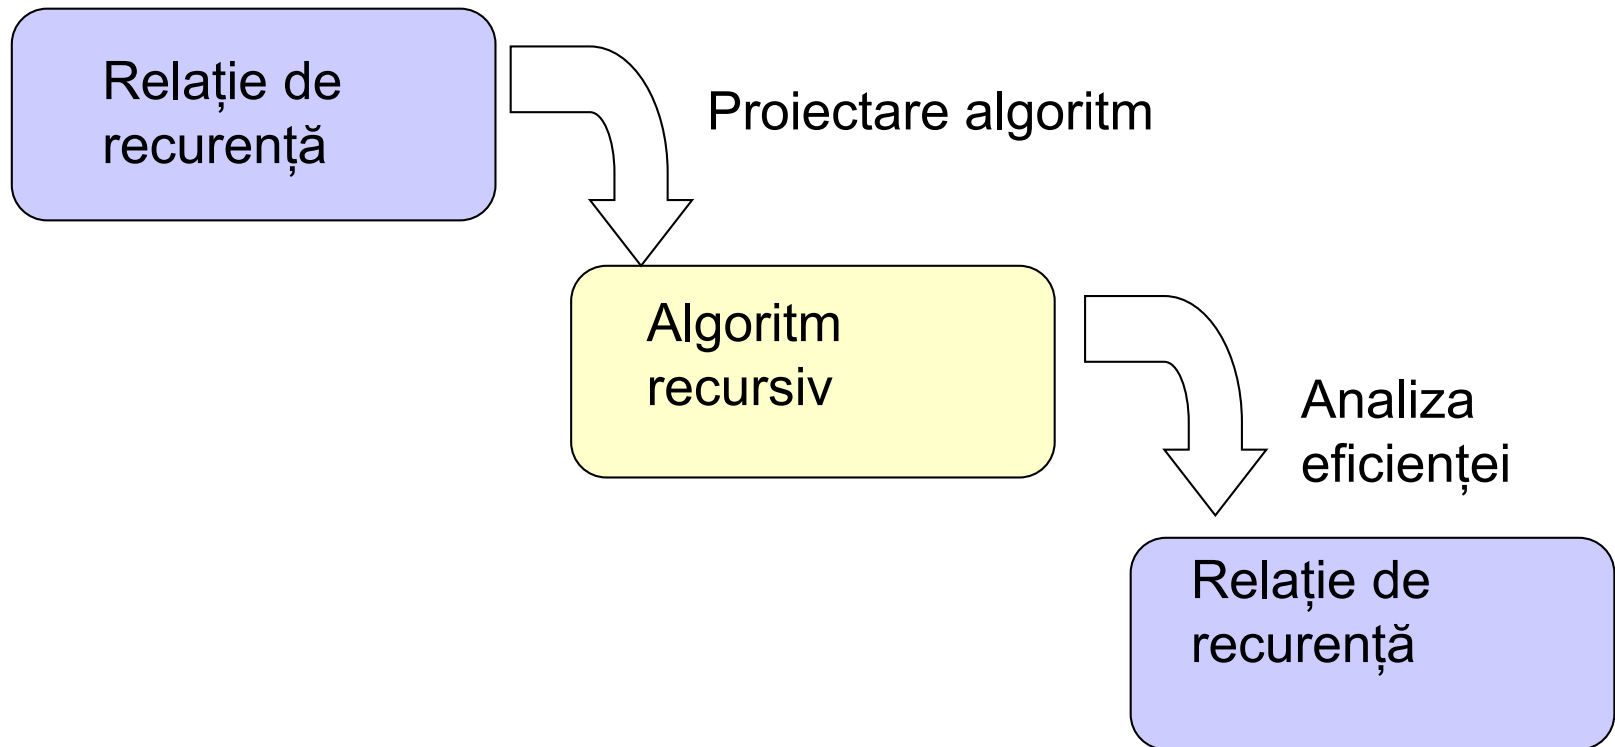 Relație de
recurență
Proiectare algoritm
Algoritm
recursiv
Analiza
eficienței
Relație de
recurență